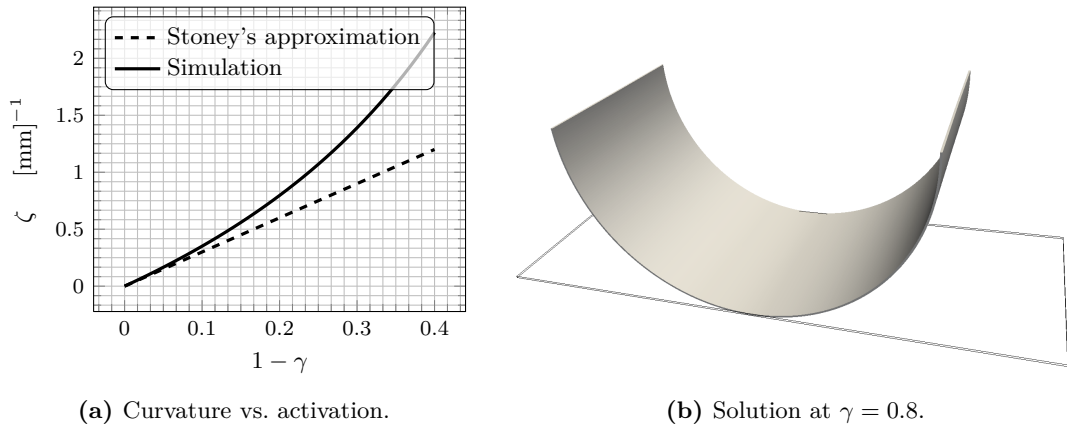 Stoney's approximation
Simulation
2
1.5
1
0.5
0
ζ [mm]⁻¹
0 0.1 0.2 0.3 0.4
1 − γ
(a) Curvature vs. activation.
(b) Solution at γ = 0.8.